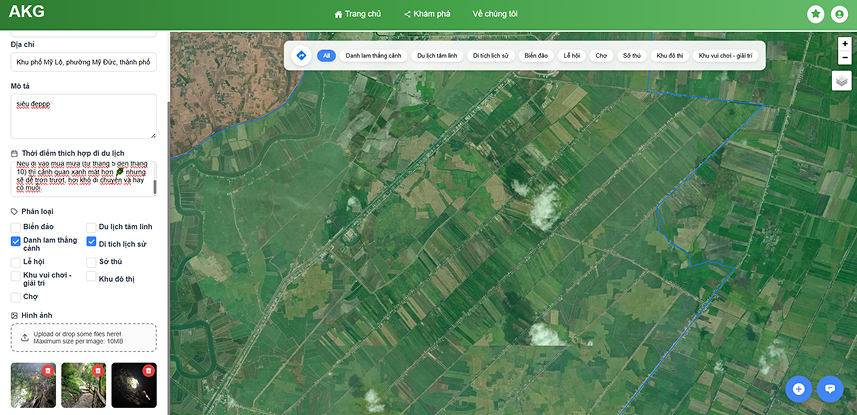 AKG
Trang chủ
Khám phá
Về chúng tôi
Địa chỉ
Khu phố Mỹ Lô, phường Mỹ Đức, thành phố
Mô tả
siêu đẹppp
Thời điểm thích hợp đi du lịch
Nếu đi vào mùa mưa (từ tháng 5 đến tháng
10) thì cảnh quan xanh mát hơn 🌿 nhưng
sẽ dễ trơn trượt, hơi khó di chuyển và hay
có muỗi.
Phân loại
Biển đảo
Du lịch tâm linh
Danh lam thắng
cảnh
Di tích lịch sử
Lễ hội
Sở thú
Khu vui chơi -
giải trí
Khu đô thị
Chợ
Hình ảnh
Upload or drop some files here!
Maximum size per image: 10MB
All
Danh lam thắng cảnh
Du lịch tâm linh
Di tích lịch sử
Biển đảo
Lễ hội
Chợ
Sở thú
Khu đô thị
Khu vui chơi - giải trí
+
−